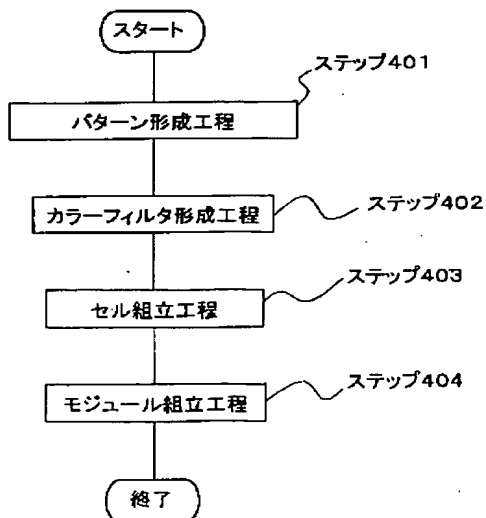 スタート
ステップ401
パターン形成工程
ステップ402
カラーフィルタ形成工程
ステップ403
セル組立工程
ステップ404
モジュール組立工程
終了